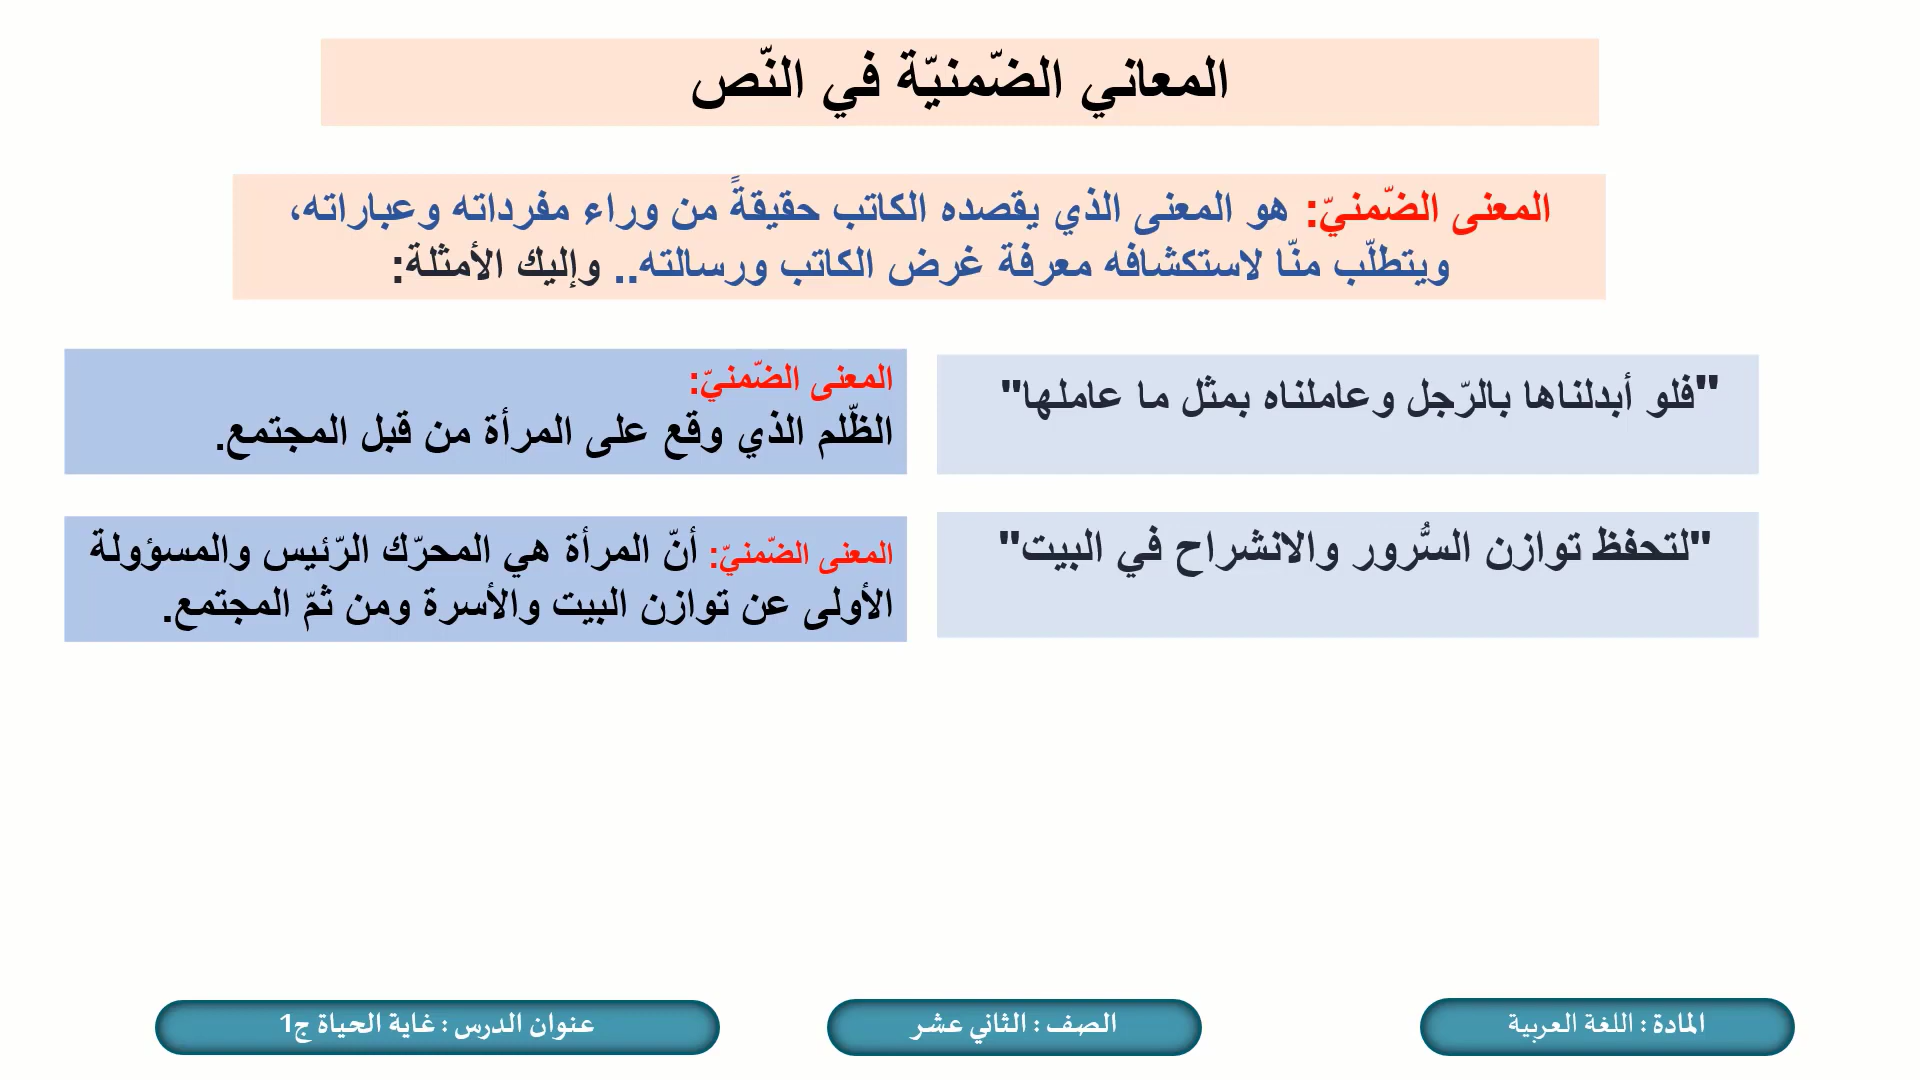 المعاني الضّمنيّة في النّص
المعنى الضّمنيّ: هو المعنى الذي يقصده الكاتب حقيقةً من وراء مفرداته وعباراته،
ويتطلّب منّا لاستكشافه معرفة غرض الكاتب ورسالته.. وإليك الأمثلة:
"فلو أبدلناها بالرّجل وعاملناه بمثل ما عاملها"
المعنى الضّمنيّ:
الظّلم الذي وقع على المرأة من قبل المجتمع.
"لتحفظ توازن السُّرور والانشراح في البيت"
المعنى الضّمنيّ: أنّ المرأة هي المحرّك الرّئيس والمسؤولة
الأولى عن توازن البيت والأسرة ومن ثمّ المجتمع.
المادة : اللغة العربية
الصف : الثاني عشر
عنوان الدرس : غاية الحياة ج1